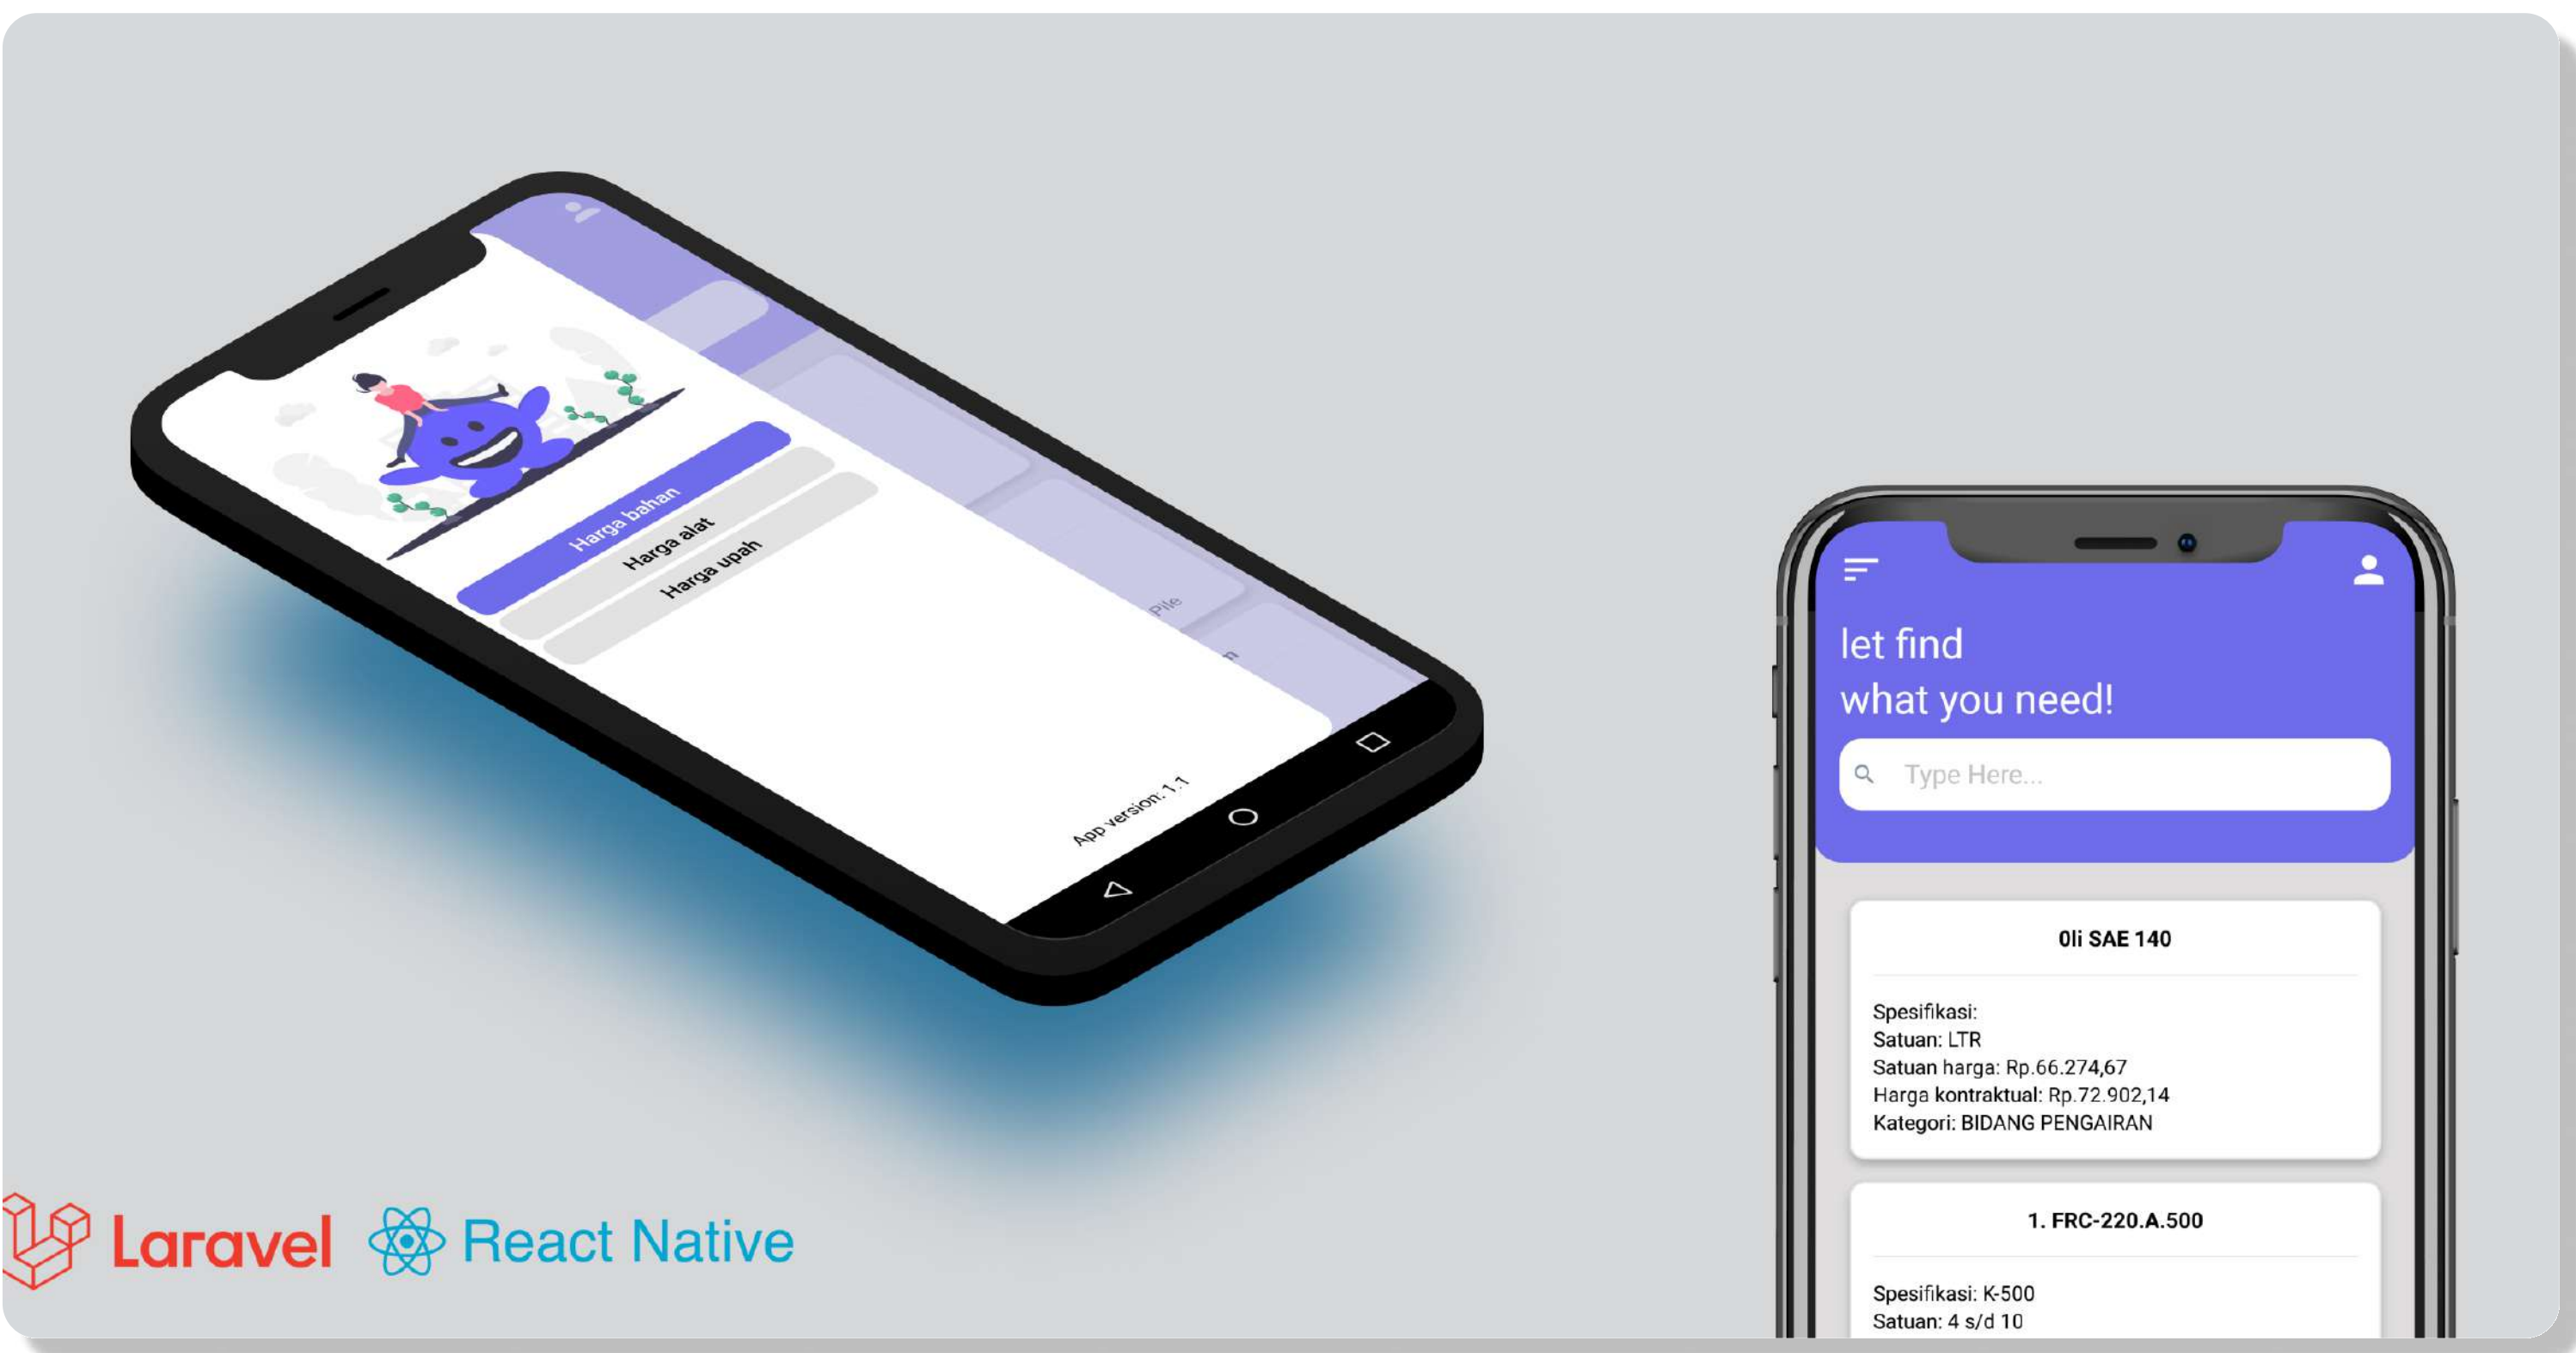 Harga bahan
Harga alat
Harga upah
Pile
App version: 1.1
Laravel
React Native
let find
what you need!
Type Here...
0li SAE 140
Spesifikasi:
Satuan: LTR
Satuan harga: Rp.66.274,67
Harga kontraktual: Rp.72.902,14
Kategori: BIDANG PENGAIRAN
1. FRC-220.A.500
Spesifikasi: K-500
Satuan: 4 s/d 10